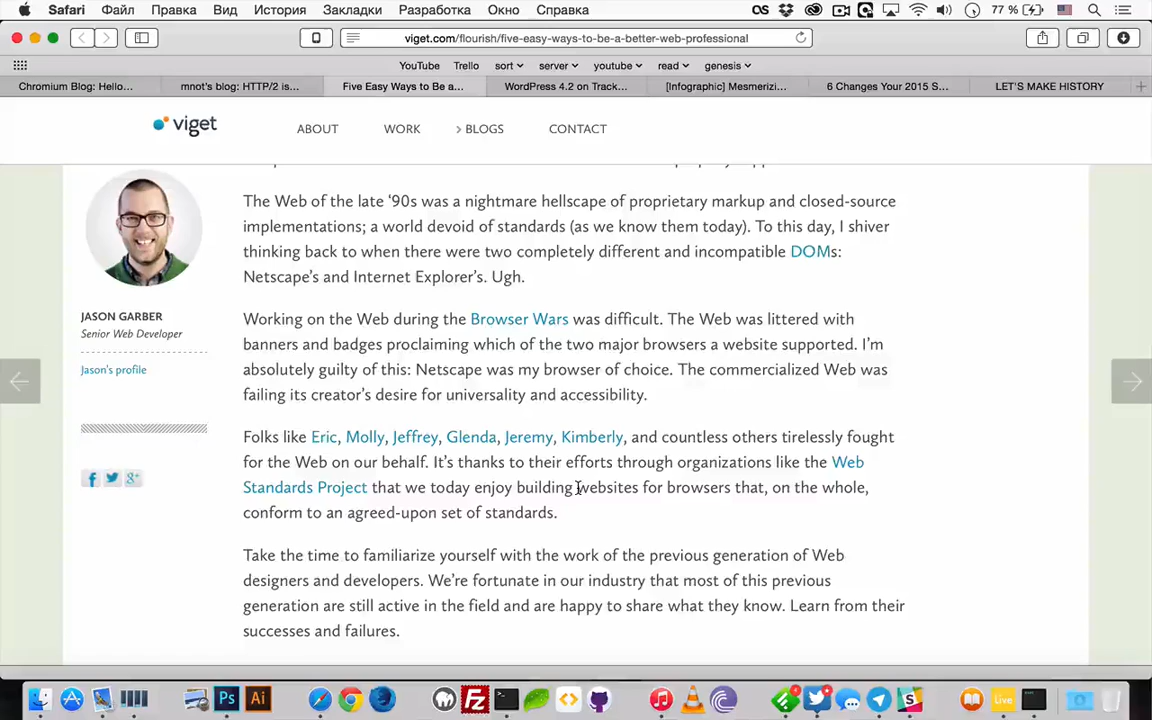 Safari Файл Правка Вид История Закладки Разработка Окно Справка 77 %
viget.com/flourish/five-easy-ways-to-be-a-better-web-professional
YouTube Trello sort server youtube read genesis
Chromium Blog: Hello... mnot's blog: HTTP/2 is... Five Easy Ways to Be a... WordPress 4.2 on Track... [Infographic] Mesmerizi... 6 Changes Your 2015 S... LET'S MAKE HISTORY
viget ABOUT WORK BLOGS CONTACT
The Web of the late ‘90s was a nightmare hellscape of proprietary markup and closed-source
implementations; a world devoid of standards (as we know them today). To this day, I shiver
thinking back to when there were two completely different and incompatible DOMs:
Netscape’s and Internet Explorer’s. Ugh.
JASON GARBER
Senior Web Developer
Jason’s profile
Working on the Web during the Browser Wars was difficult. The Web was littered with
banners and badges proclaiming which of the two major browsers a website supported. I’m
absolutely guilty of this: Netscape was my browser of choice. The commercialized Web was
failing its creator’s desire for universality and accessibility.
Folks like Eric, Molly, Jeffrey, Glenda, Jeremy, Kimberly, and countless others tirelessly fought
for the Web on our behalf. It’s thanks to their efforts through organizations like the Web
Standards Project that we today enjoy building websites for browsers that, on the whole,
conform to an agreed-upon set of standards.
Take the time to familiarize yourself with the work of the previous generation of Web
designers and developers. We’re fortunate in our industry that most of this previous
generation are still active in the field and are happy to share what they know. Learn from their
successes and failures.
Ps Ai Fz Live